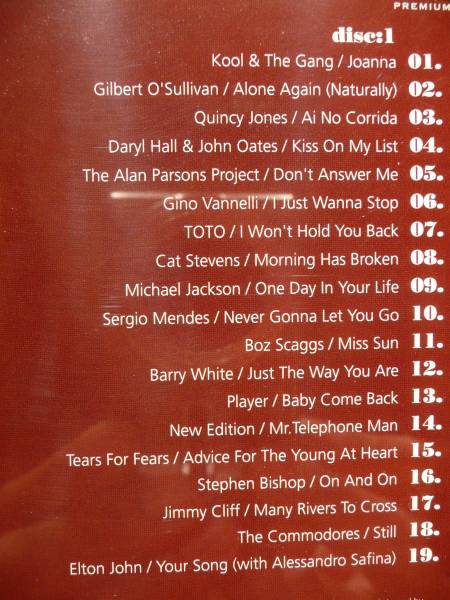 PREMIUM
disc:1
Kool & The Gang / Joanna 01.
Gilbert O'Sullivan / Alone Again (Naturally) 02.
Quincy Jones / Ai No Corrida 03.
Daryl Hall & John Oates / Kiss On My List 04.
The Alan Parsons Project / Don't Answer Me 05.
Gino Vannelli / I Just Wanna Stop 06.
TOTO / I Won't Hold You Back 07.
Cat Stevens / Morning Has Broken 08.
Michael Jackson / One Day In Your Life 09.
Sergio Mendes / Never Gonna Let You Go 10.
Boz Scaggs / Miss Sun 11.
Barry White / Just The Way You Are 12.
Player / Baby Come Back 13.
New Edition / Mr.Telephone Man 14.
Tears For Fears / Advice For The Young At Heart 15.
Stephen Bishop / On And On 16.
Jimmy Cliff / Many Rivers To Cross 17.
The Commodores / Still 18.
Elton John / Your Song (with Alessandro Safina) 19.